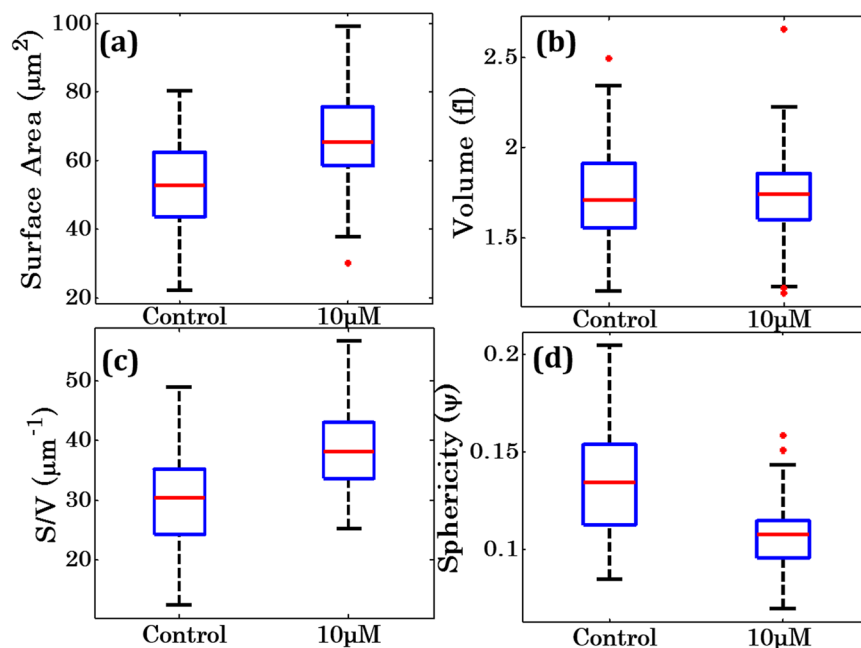 (a)
Surface Area (μm²)
100
80
60
40
20
Control
10μM
(b)
Volume (fl)
2.5
2
1.5
Control
10μM
(c)
S/V (μm⁻¹)
50
40
30
20
Control
10μM
(d)
Sphericity (ψ)
0.2
0.15
0.1
Control
10μM